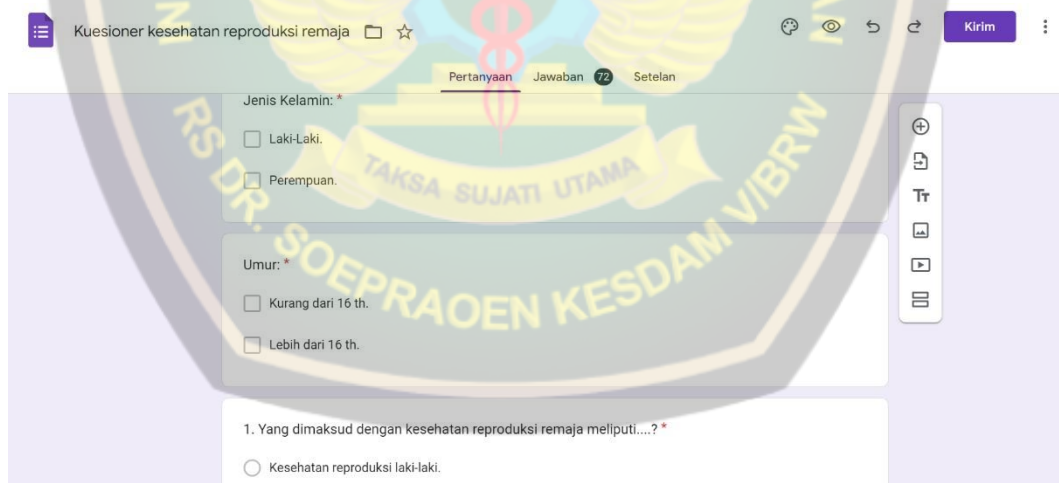 Kuesioner kesehatan reproduksi remaja
Kirim
Pertanyaan Jawaban 72 Setelan
Jenis Kelamin: *
Laki-Laki.
Perempuan.
Umur: *
Kurang dari 16 th.
Lebih dari 16 th.
1. Yang dimaksud dengan kesehatan reproduksi remaja meliputi....? *
Kesehatan reproduksi laki-laki.
Tт
TAKSA SUJATI UTAMA
RS DR. SOEPRAOEN KESDAM V/BRW